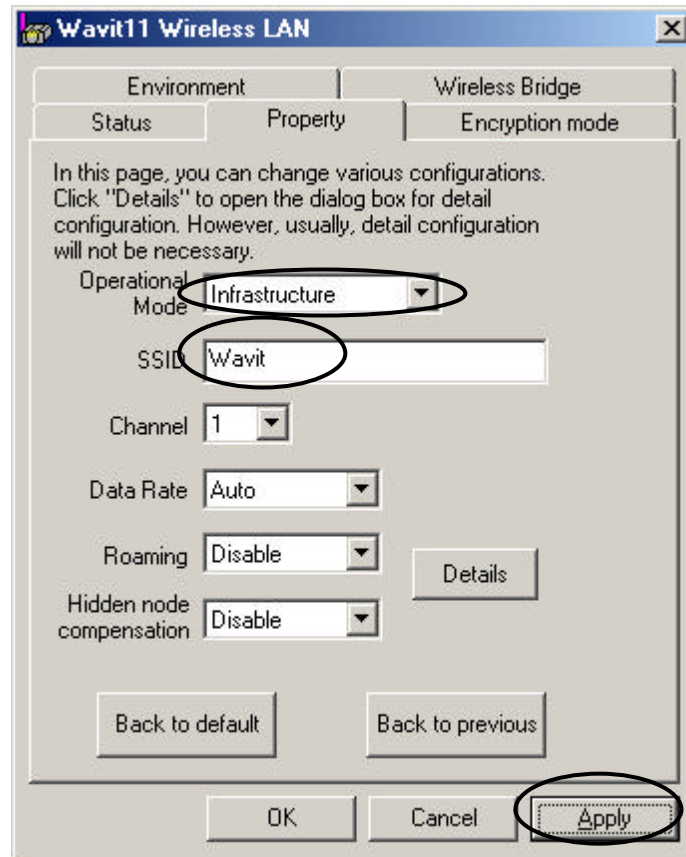 Wavit11 Wireless LAN
Environment
Wireless Bridge
Status
Property
Encryption mode
In this page, you can change various configurations.
Click "Details" to open the dialog box for detail
configuration. However, usually, detail configuration
will not be necessary.
Operational
Mode
Infrastructure
SSID
Wavit
Channel
1
Data Rate
Auto
Roaming
Disable
Details
Hidden node
compensation
Disable
Back to default
Back to previous
OK
Cancel
Apply